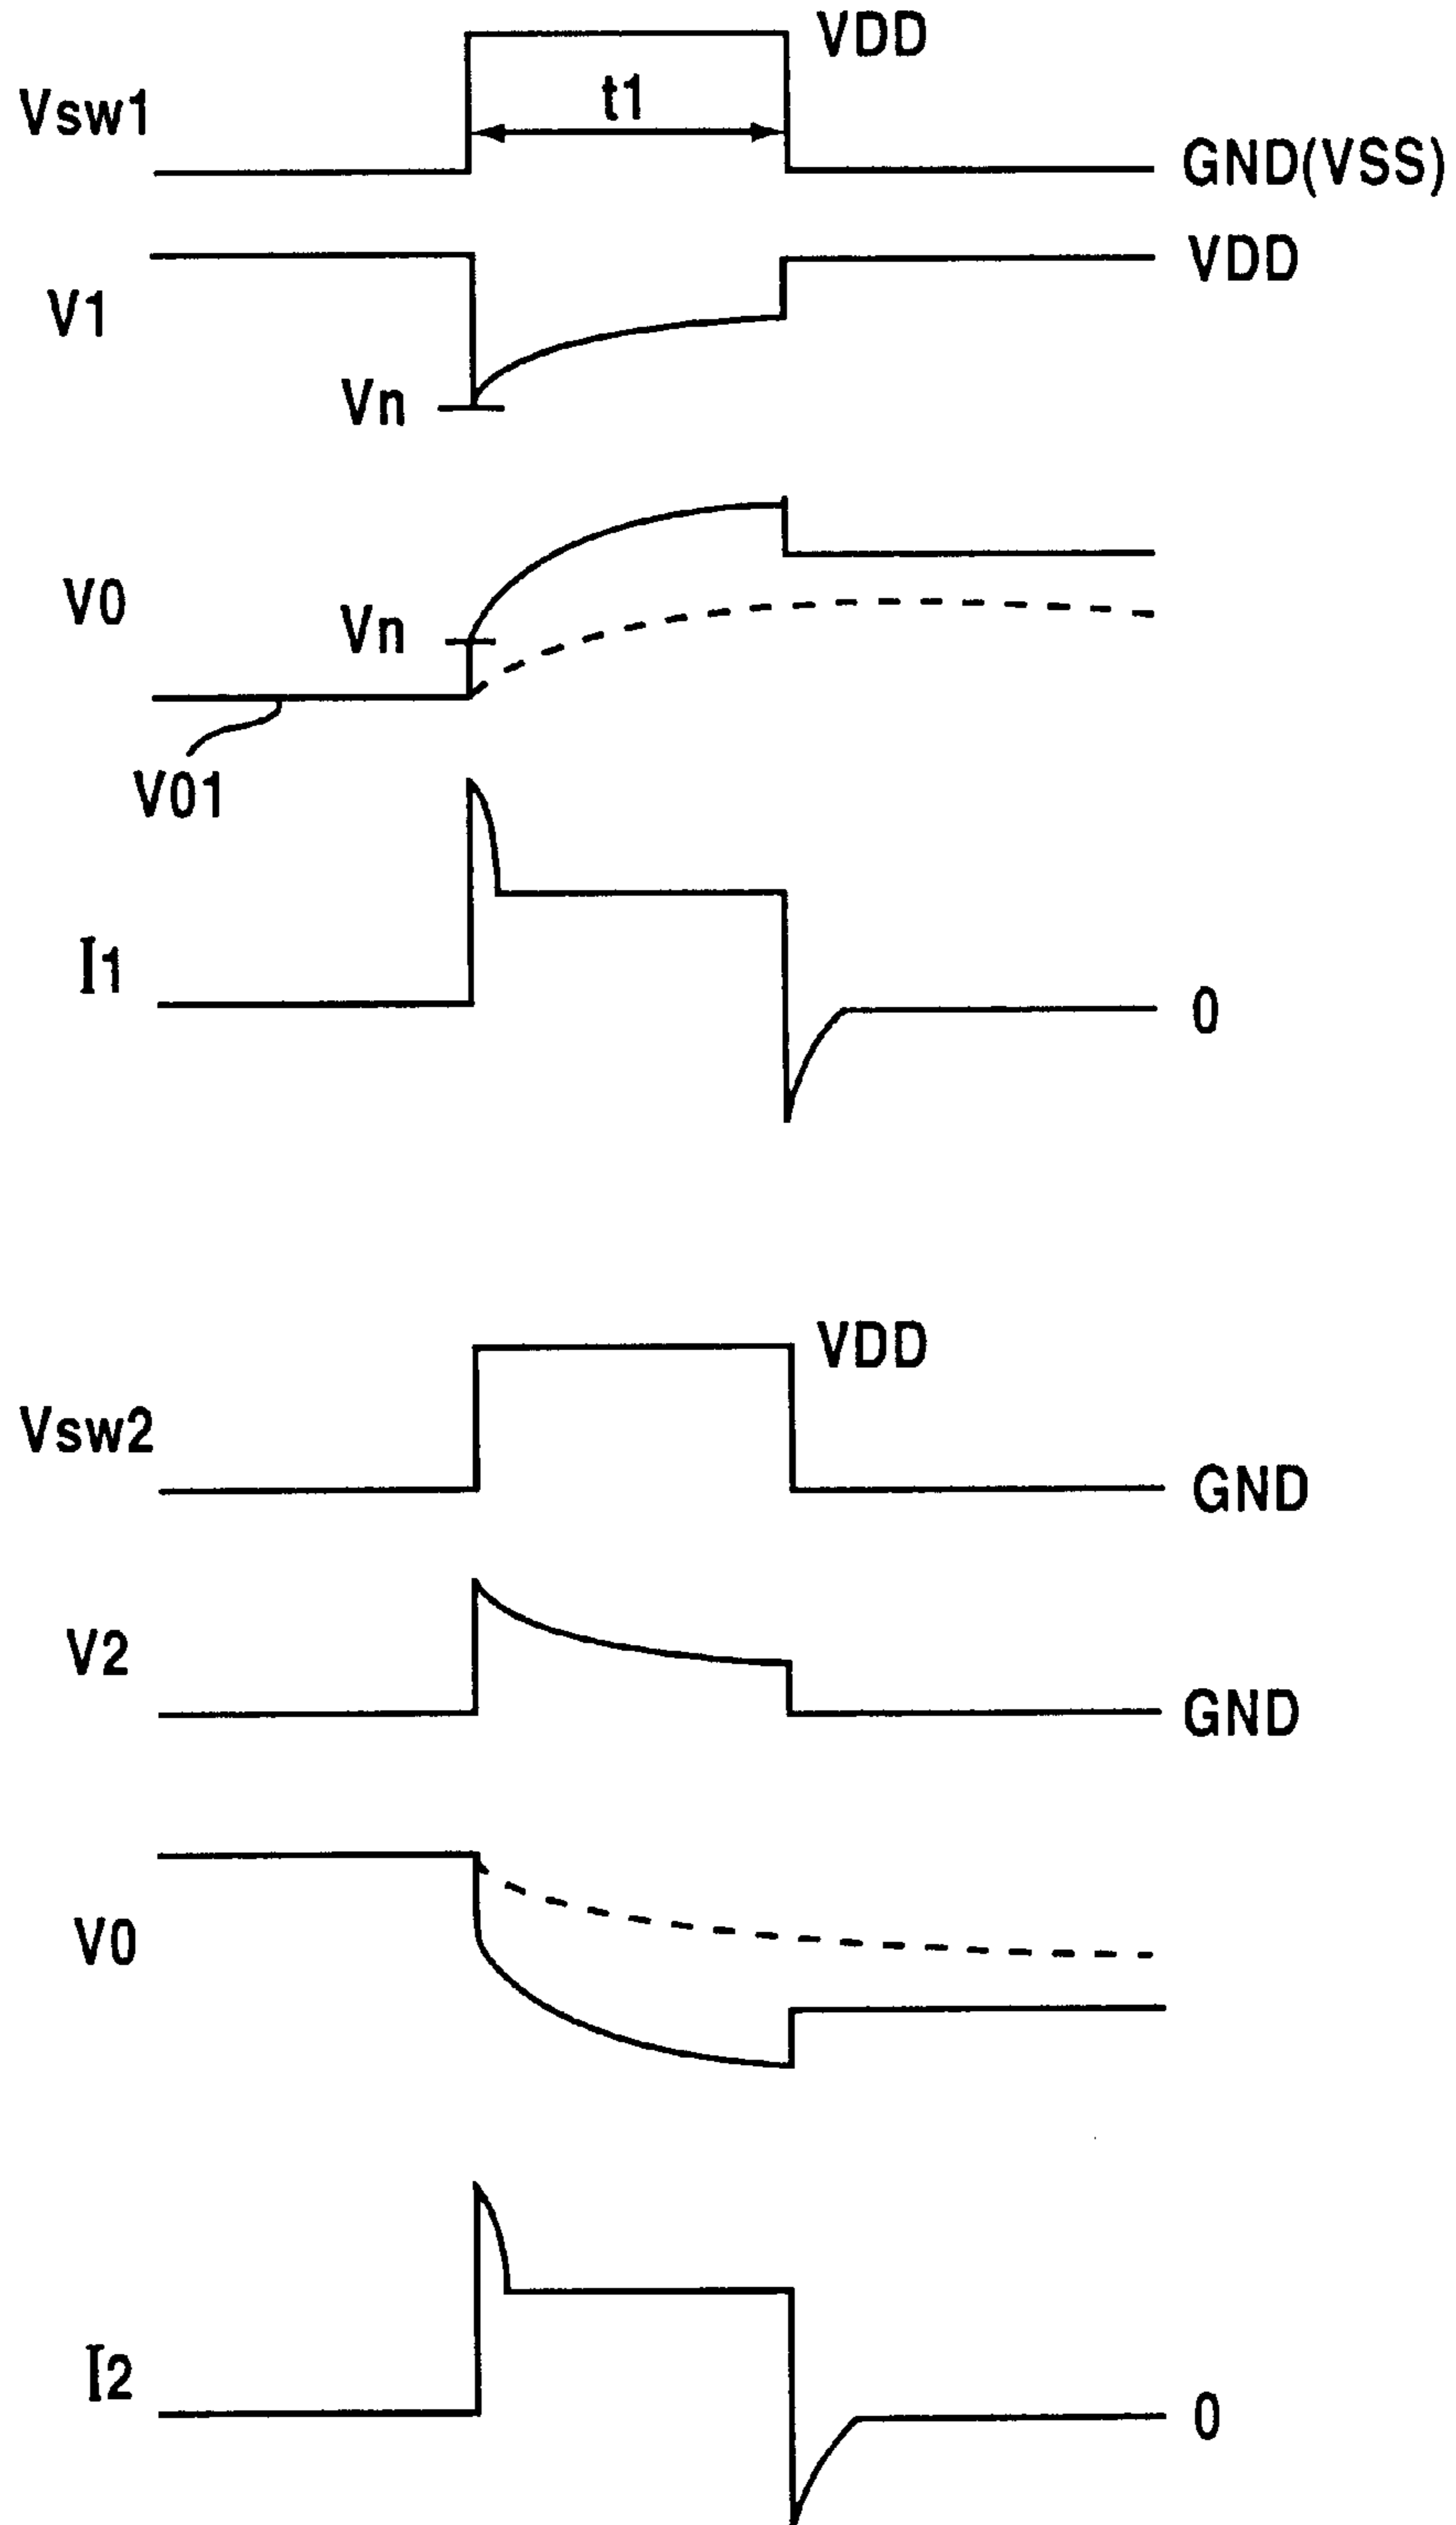 VDD
t1
Vsw1
GND(VSS)
VDD
V1
Vn
V0
Vn
V01
I1
0
VDD
Vsw2
GND
V2
GND
V0
I2
0